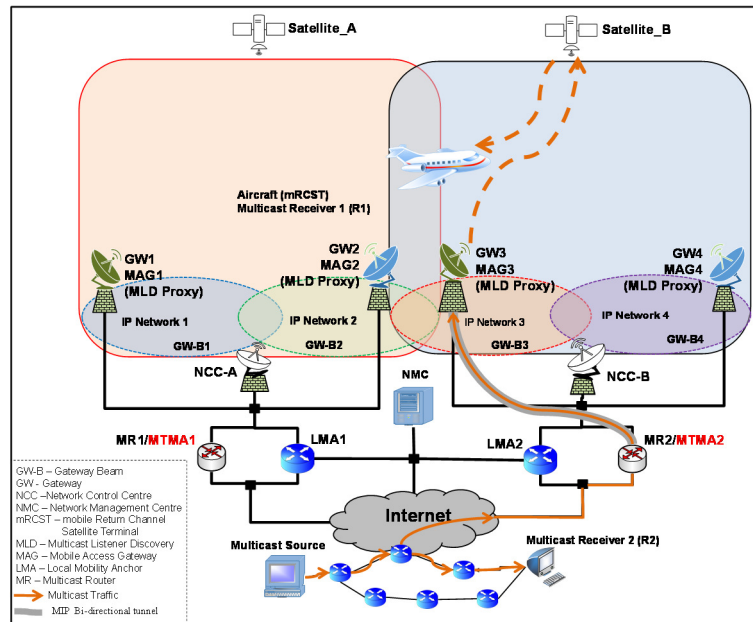 Satellite_A
Satellite_B
Aircraft (mRCST)
Multicast Receiver 1 (R1)
GW1
MAG1
(MLD Proxy)
GW2
MAG2
(MLD Proxy)
GW3
MAG3
(MLD Proxy)
GW4
MAG4
(MLD Proxy)
IP Network 1
IP Network 2
IP Network 3
IP Network 4
GW-B1
GW-B2
GW-B3
GW-B4
NCC-A
NCC-B
NMC
MR1/MTMA1
LMA1
LMA2
MR2/MTMA2
Internet
Multicast Source
Multicast Receiver 2 (R2)
GW-B – Gateway Beam
GW - Gateway
NCC –Network Control Centre
NMC – Network Management Centre
mRCST – mobile Return Channel
Satellite Terminal
MLD – Multicast Listener Discovery
MAG – Mobile Access Gateway
LMA – Local Mobility Anchor
MR – Multicast Router
Multicast Traffic
MIP Bi-directional tunnel